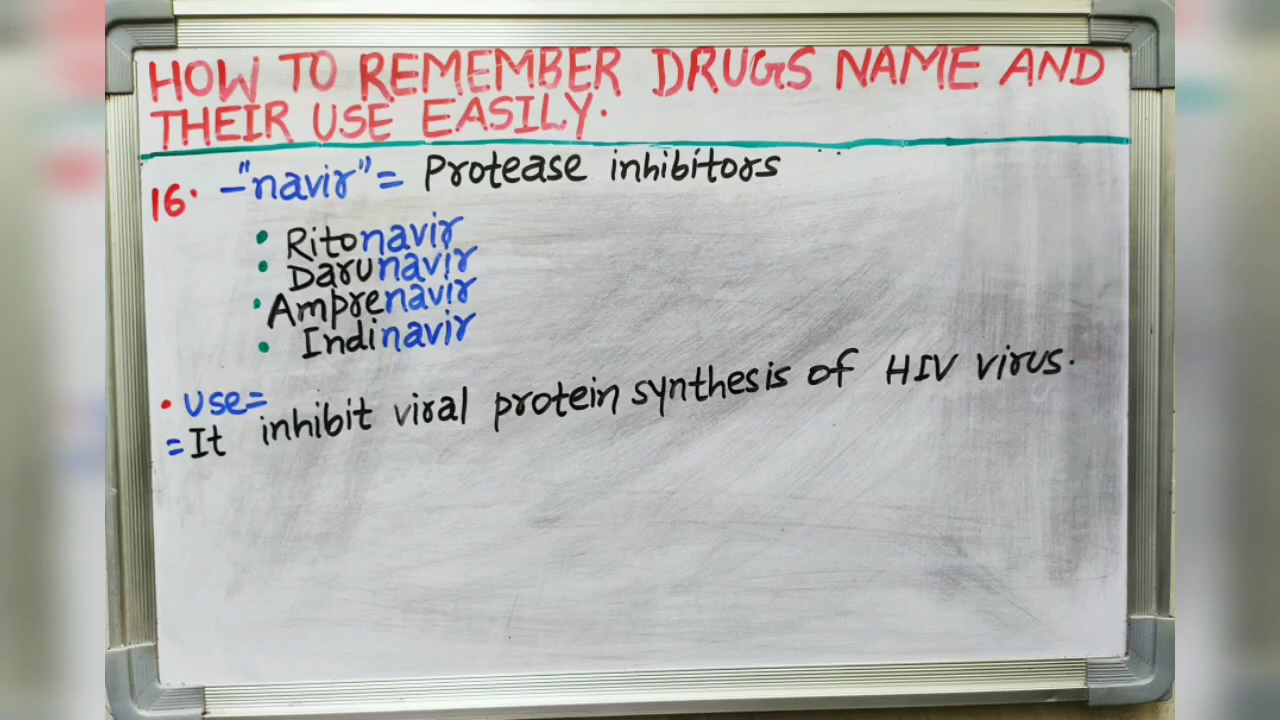 HOW TO REMEMBER DRUGS NAME AND
THEIR USE EASILY.
16. -"navir"= Protease inhibitors
• Ritonavir
• Darunavir
• Amprenavir
• Indinavir
• use=
=It inhibit viral protein synthesis of HIV virus.